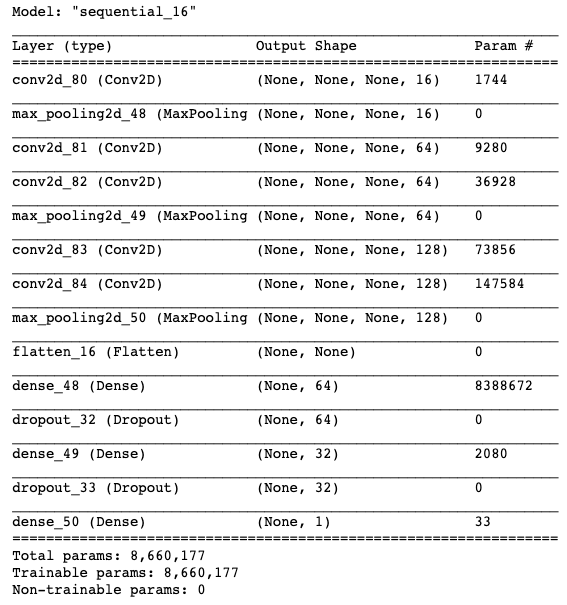 Model: "sequential_16"
Layer (type) Output Shape Param #
conv2d_80 (Conv2D) (None, None, None, 16) 1744
max_pooling2d_48 (MaxPooling (None, None, None, 16) 0
conv2d_81 (Conv2D) (None, None, None, 64) 9280
conv2d_82 (Conv2D) (None, None, None, 64) 36928
max_pooling2d_49 (MaxPooling (None, None, None, 64) 0
conv2d_83 (Conv2D) (None, None, None, 128) 73856
conv2d_84 (Conv2D) (None, None, None, 128) 147584
max_pooling2d_50 (MaxPooling (None, None, None, 128) 0
flatten_16 (Flatten) (None, None) 0
dense_48 (Dense) (None, 64) 8388672
dropout_32 (Dropout) (None, 64) 0
dense_49 (Dense) (None, 32) 2080
dropout_33 (Dropout) (None, 32) 0
dense_50 (Dense) (None, 1) 33
Total params: 8,660,177
Trainable params: 8,660,177
Non-trainable params: 0